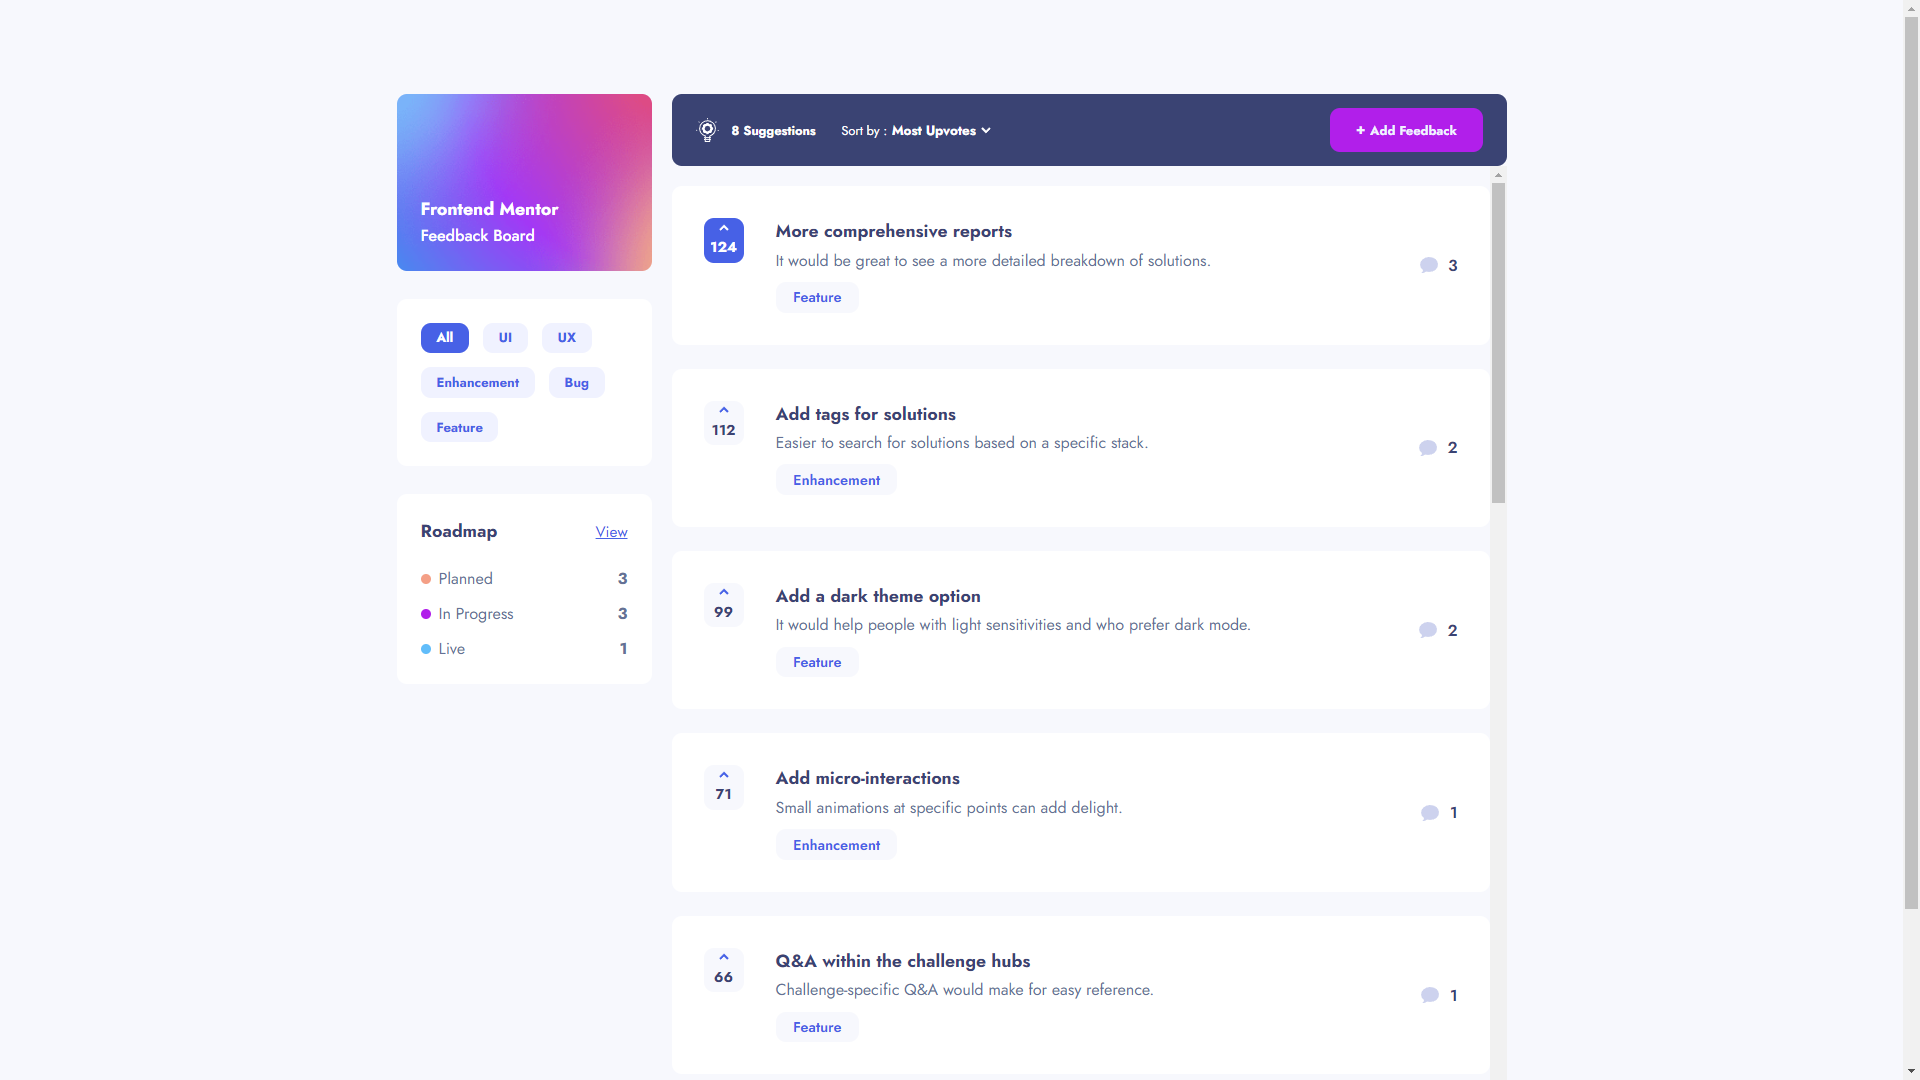 Frontend Mentor
Feedback Board
All
UI
UX
Enhancement
Bug
Feature
Roadmap
View
Planned
3
In Progress
3
Live
1
8 Suggestions
Sort by : Most Upvotes
+ Add Feedback
124
More comprehensive reports
It would be great to see a more detailed breakdown of solutions.
Feature
3
112
Add tags for solutions
Easier to search for solutions based on a specific stack.
Enhancement
2
99
Add a dark theme option
It would help people with light sensitivities and who prefer dark mode.
Feature
2
71
Add micro-interactions
Small animations at specific points can add delight.
Enhancement
1
66
Q&A within the challenge hubs
Challenge-specific Q&A would make for easy reference.
Feature
1